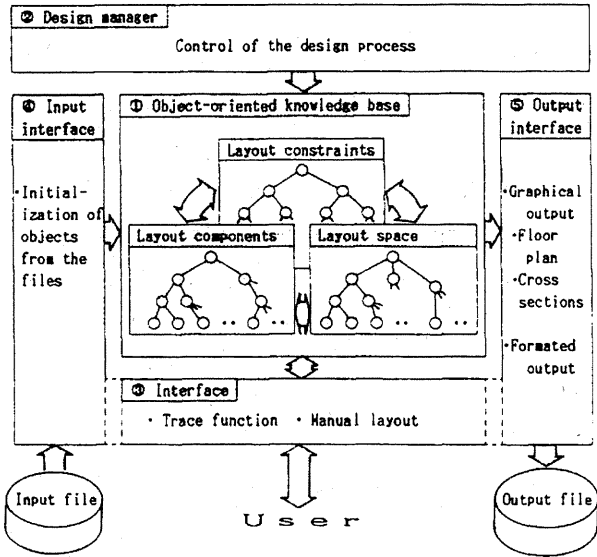 ② Design manager
Control of the design process
④ Input
interface
・Initial-
ization of
objects
from the
files
① Object-oriented knowledge base
Layout constraints
Layout components
Layout space
⑤ Output
interface
・Graphical
output
・Floor
plan
・Cross
sections
・Formated
output
③ Interface
・Trace function ・Manual layout
Input file
User
Output file